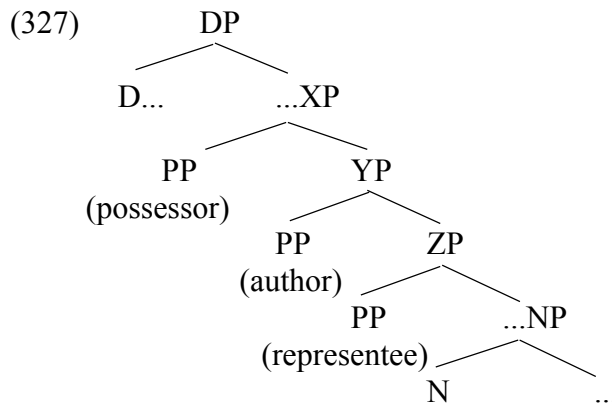 (327) DP
D... ...XP
PP YP
(possessor)
PP ZP
(author)
PP ...NP
(representee)
N ..